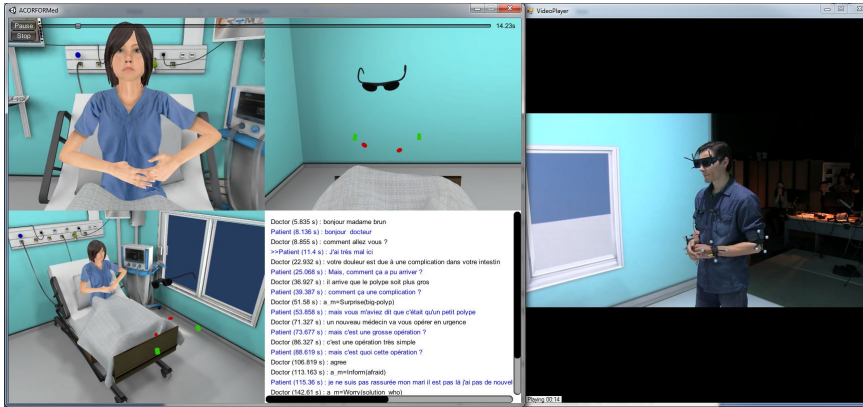 ACORFORMed
Pause
Stop
14.23s
Doctor (5.835 s) : bonjour madame brun
Patient (8.136 s) : bonjour docteur
Doctor (8.855 s) : comment allez vous ?
>>Patient (11.4 s) : J'ai très mal ici
Doctor (22.932 s) : votre douleur est due à une complication dans votre intestin
Patient (25.068 s) : Mais, comment ça a pu arriver ?
Doctor (36.927 s) : il arrive que le polype soit plus gros
Patient (39.387 s) : comment ça une complication ?
Doctor (51.58 s) : a_m=Surprise(big-polyp)
Patient (53.858 s) : mais vous m'aviez dit que c'était qu'un petit polype
Doctor (71.327 s) : un nouveau médecin va vous opérer en urgence
Patient (73.677 s) : mais c'est une grosse opération ?
Doctor (86.327 s) : c'est une opération très simple
Patient (88.619 s) : mais c'est quoi cette opération ?
Doctor (106.819 s) : agree
Doctor (113.163 s) : a_m=Inform(afraid)
Patient (115.36 s) : je ne suis pas rassurée mon mari il est pas là j'ai pas de nouvel
Doctor (142.61 s) : a_m=Worry(solution_who)
VideoPlayer
Playing 00:14